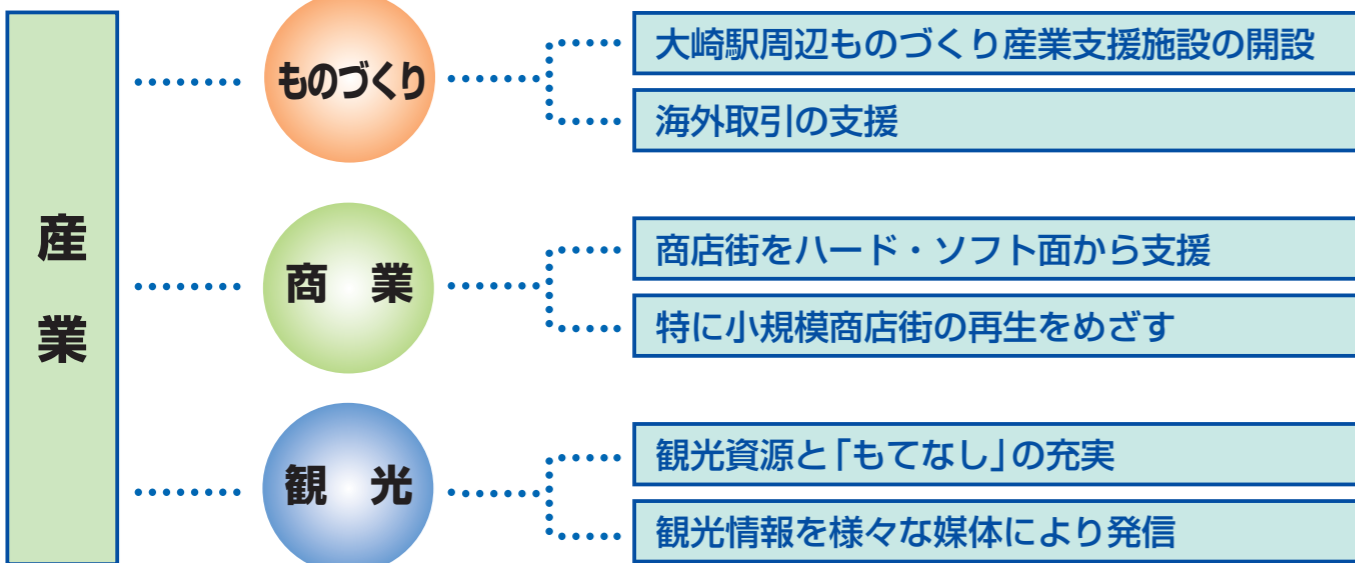 産業
ものづくり
大崎駅周辺ものづくり産業支援施設の開設
海外取引の支援
商業
商店街をハード・ソフト面から支援
特に小規模商店街の再生をめざす
観光
観光資源と「もてなし」の充実
観光情報を様々な媒体により発信